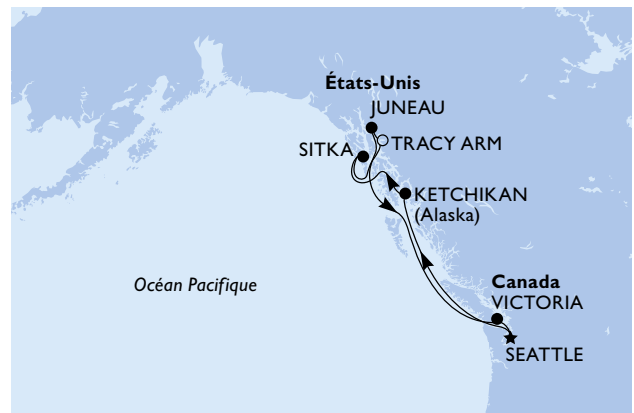 États-Unis
JUNEAU
TRACY ARM
SITKA
KETCHIKAN
(Alaska)
Océan Pacifique
Canada
VICTORIA
SEATTLE